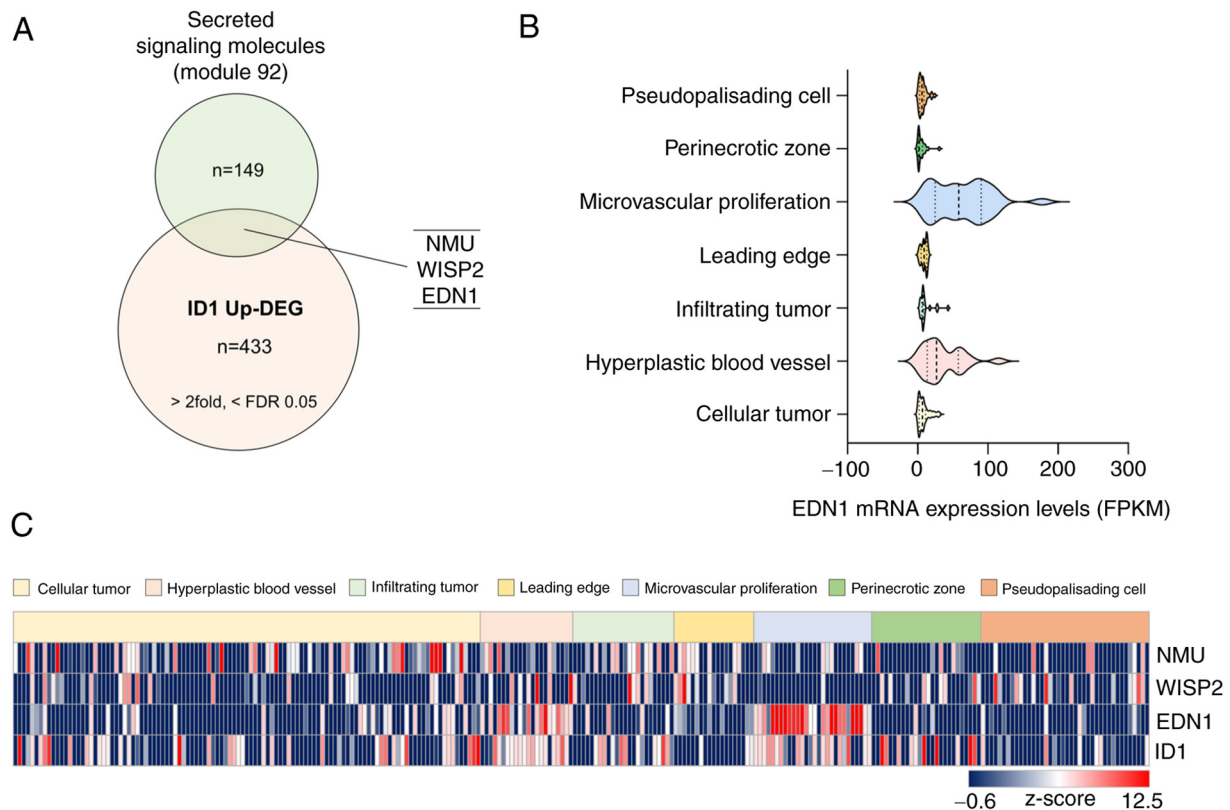 A
Secreted
signaling molecules
(module 92)
n=149
NMU
WISP2
EDN1
ID1 Up-DEG
n=433
> 2fold, < FDR 0.05
B
Pseudopalisading cell
Perinecrotic zone
Microvascular proliferation
Leading edge
Infiltrating tumor
Hyperplastic blood vessel
Cellular tumor
−100 0 100 200 300
EDN1 mRNA expression levels (FPKM)
C
Cellular tumor Hyperplastic blood vessel Infiltrating tumor Leading edge Microvascular proliferation Perinecrotic zone Pseudopalisading cell
NMU
WISP2
EDN1
ID1
−0.6 z-score 12.5